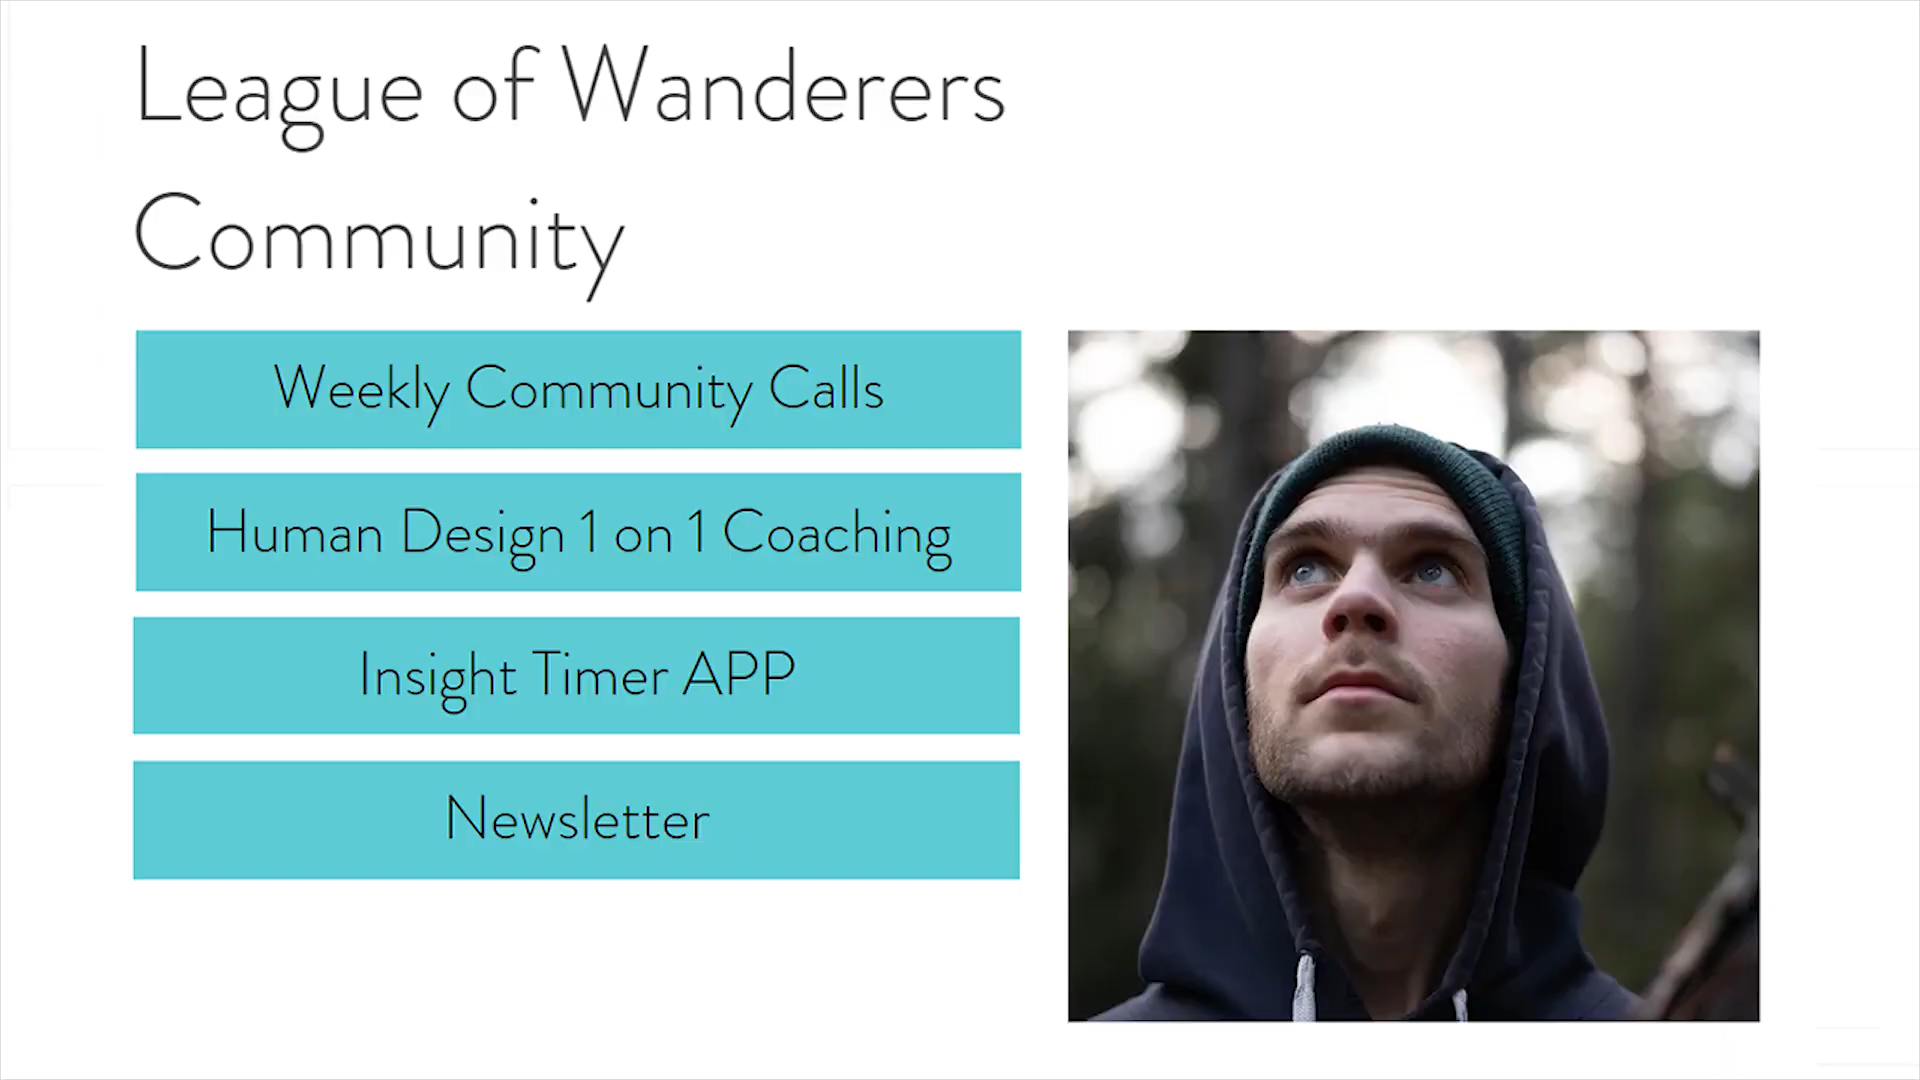 League of Wanderers
Community
Weekly Community Calls
Human Design 1 on 1 Coaching
Insight Timer APP
Newsletter